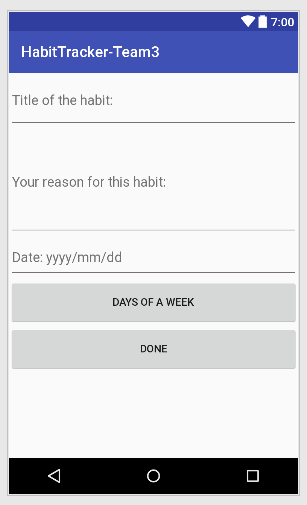 7:00
HabitTracker-Team3
Title of the habit:
Your reason for this habit:
Date: yyyy/mm/dd
DAYS OF A WEEK
DONE